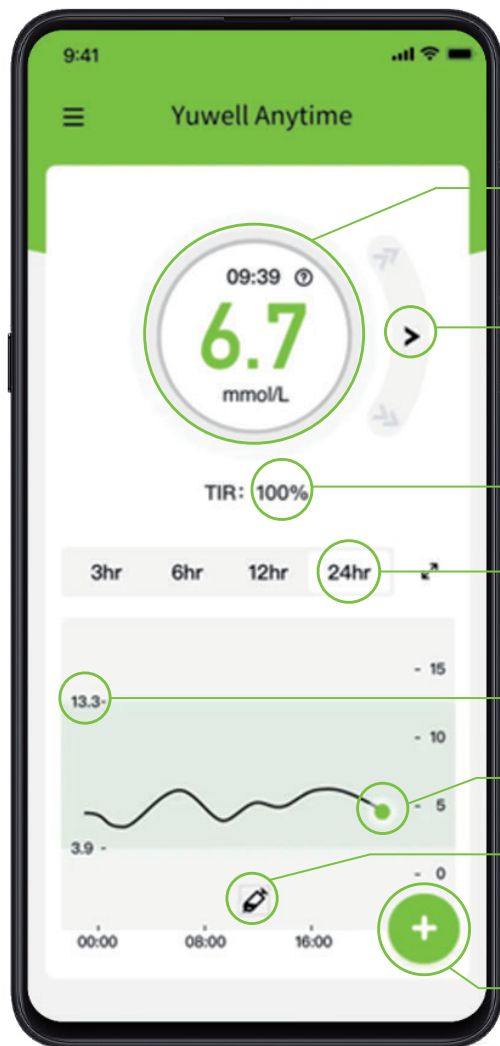 9:41
Yuwell Anytime
09:39 ?
6.7
mmol/L
TIR: 100%
3hr 6hr 12hr 24hr
- 15
13.3-
- 10
- 5
3.9 -
- 0
00:00 08:00 16:00